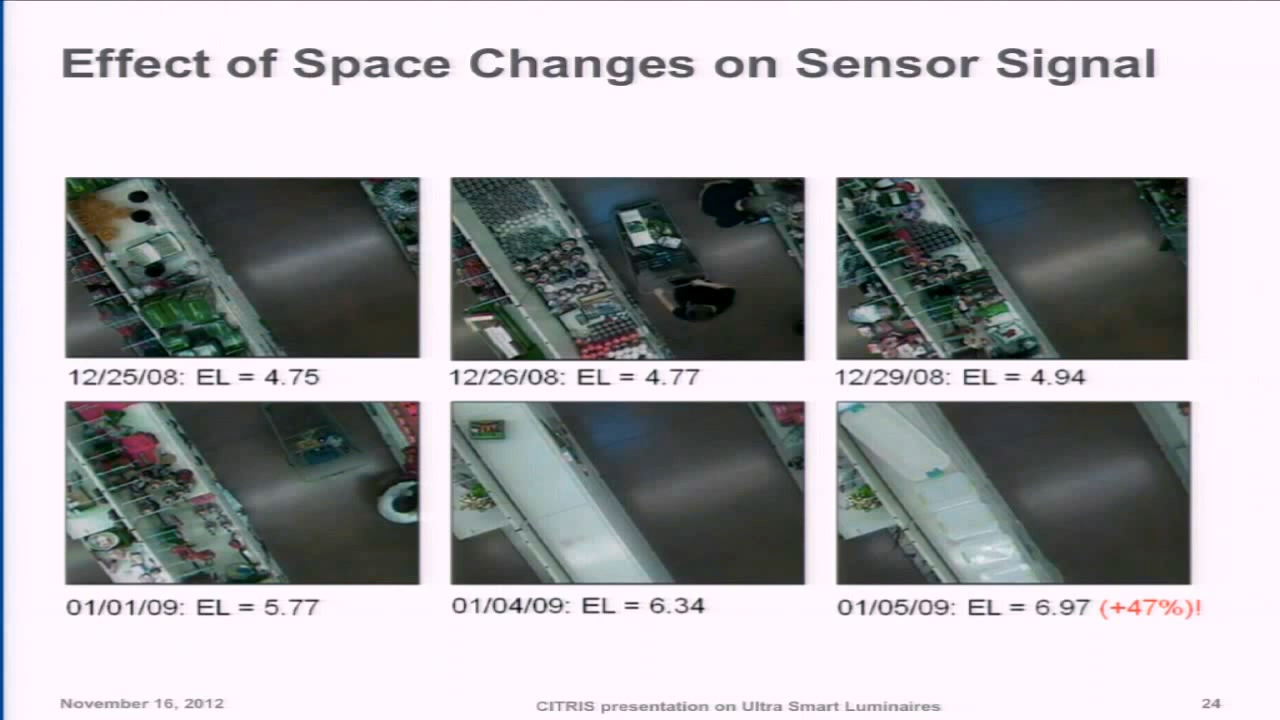 Effect of Space Changes on Sensor Signal
12/25/08: EL = 4.75
12/26/08: EL = 4.77
12/29/08: EL = 4.94
01/01/09: EL = 5.77
01/04/09: EL = 6.34
01/05/09: EL = 6.97 (+47%)!
November 16, 2012
CITRIS presentation on Ultra Smart Luminaires
24